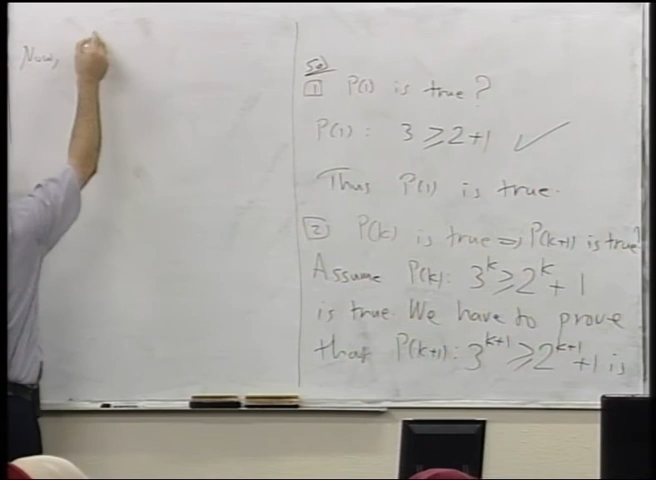 Now,
Sol
1 P(1) is true?
P(1): 3 ⩾ 2+1 ✓
Thus P(1) is true.
2 P(k) is true ⇒ P(k+1) is true?
Assume P(k): 3^k ⩾ 2^k + 1
is true. We have to prove
that P(k+1): 3^{k+1} ⩾ 2^{k+1} + 1 is